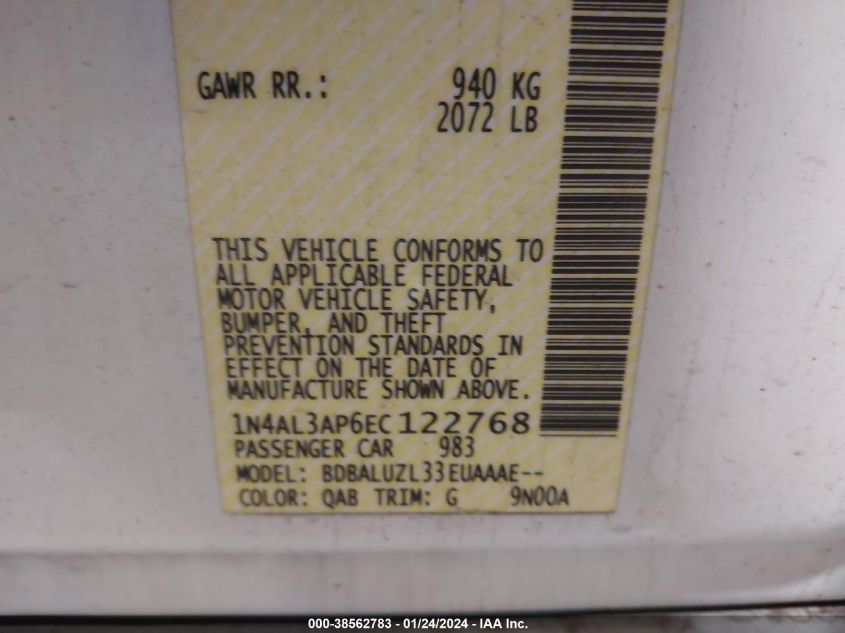 GAWR RR.: 940 KG
2072 LB
THIS VEHICLE CONFORMS TO
ALL APPLICABLE FEDERAL
MOTOR VEHICLE SAFETY,
BUMPER, AND THEFT
PREVENTION STANDARDS IN
EFFECT ON THE DATE OF
MANUFACTURE SHOWN ABOVE.
1N4AL3AP6EC122768
PASSENGER CAR 983
MODEL: BDBALUZL33EUAAAE--
COLOR: QAB TRIM: G 9N00A
000-38562783 - 01/24/2024 - IAA Inc.